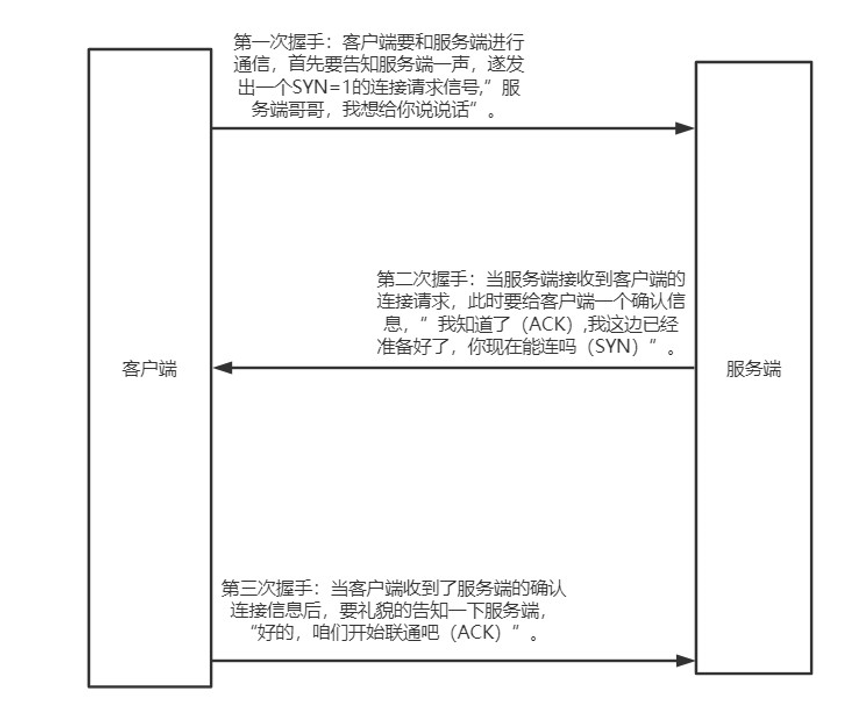 第一次握手：客户端要和服务端进行
通信，首先要告知服务端一声，遂发
出一个SYN=1的连接请求信号,”服
务端哥哥，我想给你说说话”。
第二次握手：当服务端接收到客户端的
连接请求，此时要给客户端一个确认信
息，”我知道了（ACK）,我这边已经
准备好了，你现在能连吗（SYN）”。
客户端
服务端
第三次握手：当客户端收到了服务端的确认
连接信息后，要礼貌的告知一下服务端，
“好的，咱们开始联通吧（ACK）”。